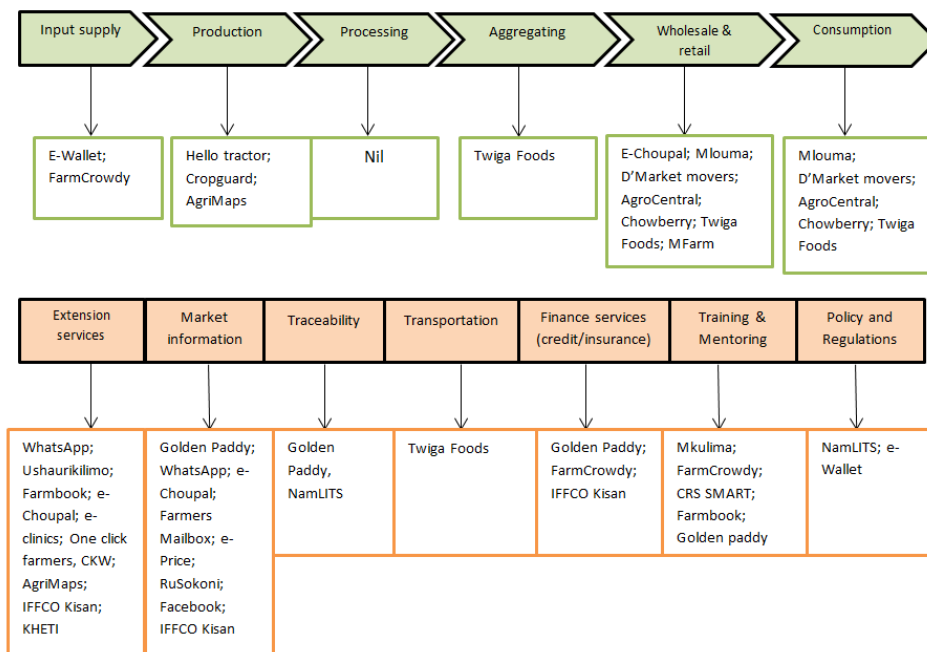 Input supply
Production
Processing
Aggregating
Wholesale &
retail
Consumption
E-Wallet;
FarmCrowdy
Hello tractor;
Cropguard;
AgriMaps
Nil
Twiga Foods
E-Choupal; Mlouma;
D'Market movers;
AgroCentral;
Chowberry; Twiga
Foods; MFarm
Mlouma;
D'Market movers;
AgroCentral;
Chowberry; Twiga
Foods
Extension
services
Market
information
Traceability
Transportation
Finance services
(credit/insurance)
Training &
Mentoring
Policy and
Regulations
WhatsApp;
Ushaurikilimo;
Farmbook; e-
Choupal; e-
clinics; One click
farmers, CKW;
AgriMaps;
IFFCO Kisan;
KHETI
Golden Paddy;
WhatsApp; e-
Choupal;
Farmers
Mailbox; e-
Price;
RuSokoni;
Facebook;
IFFCO Kisan
Golden
Paddy,
NamLITS
Twiga Foods
Golden Paddy;
FarmCrowdy;
IFFCO Kisan
Mkulima;
FarmCrowdy;
CRS SMART;
Farmbook;
Golden paddy
NamLITS; e-
Wallet